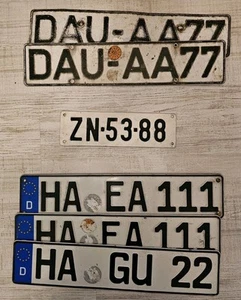 DAU-AA77
DAU-AA77
ZN-53-88
D HA EA 111
HA EA 111
D HA GU 22